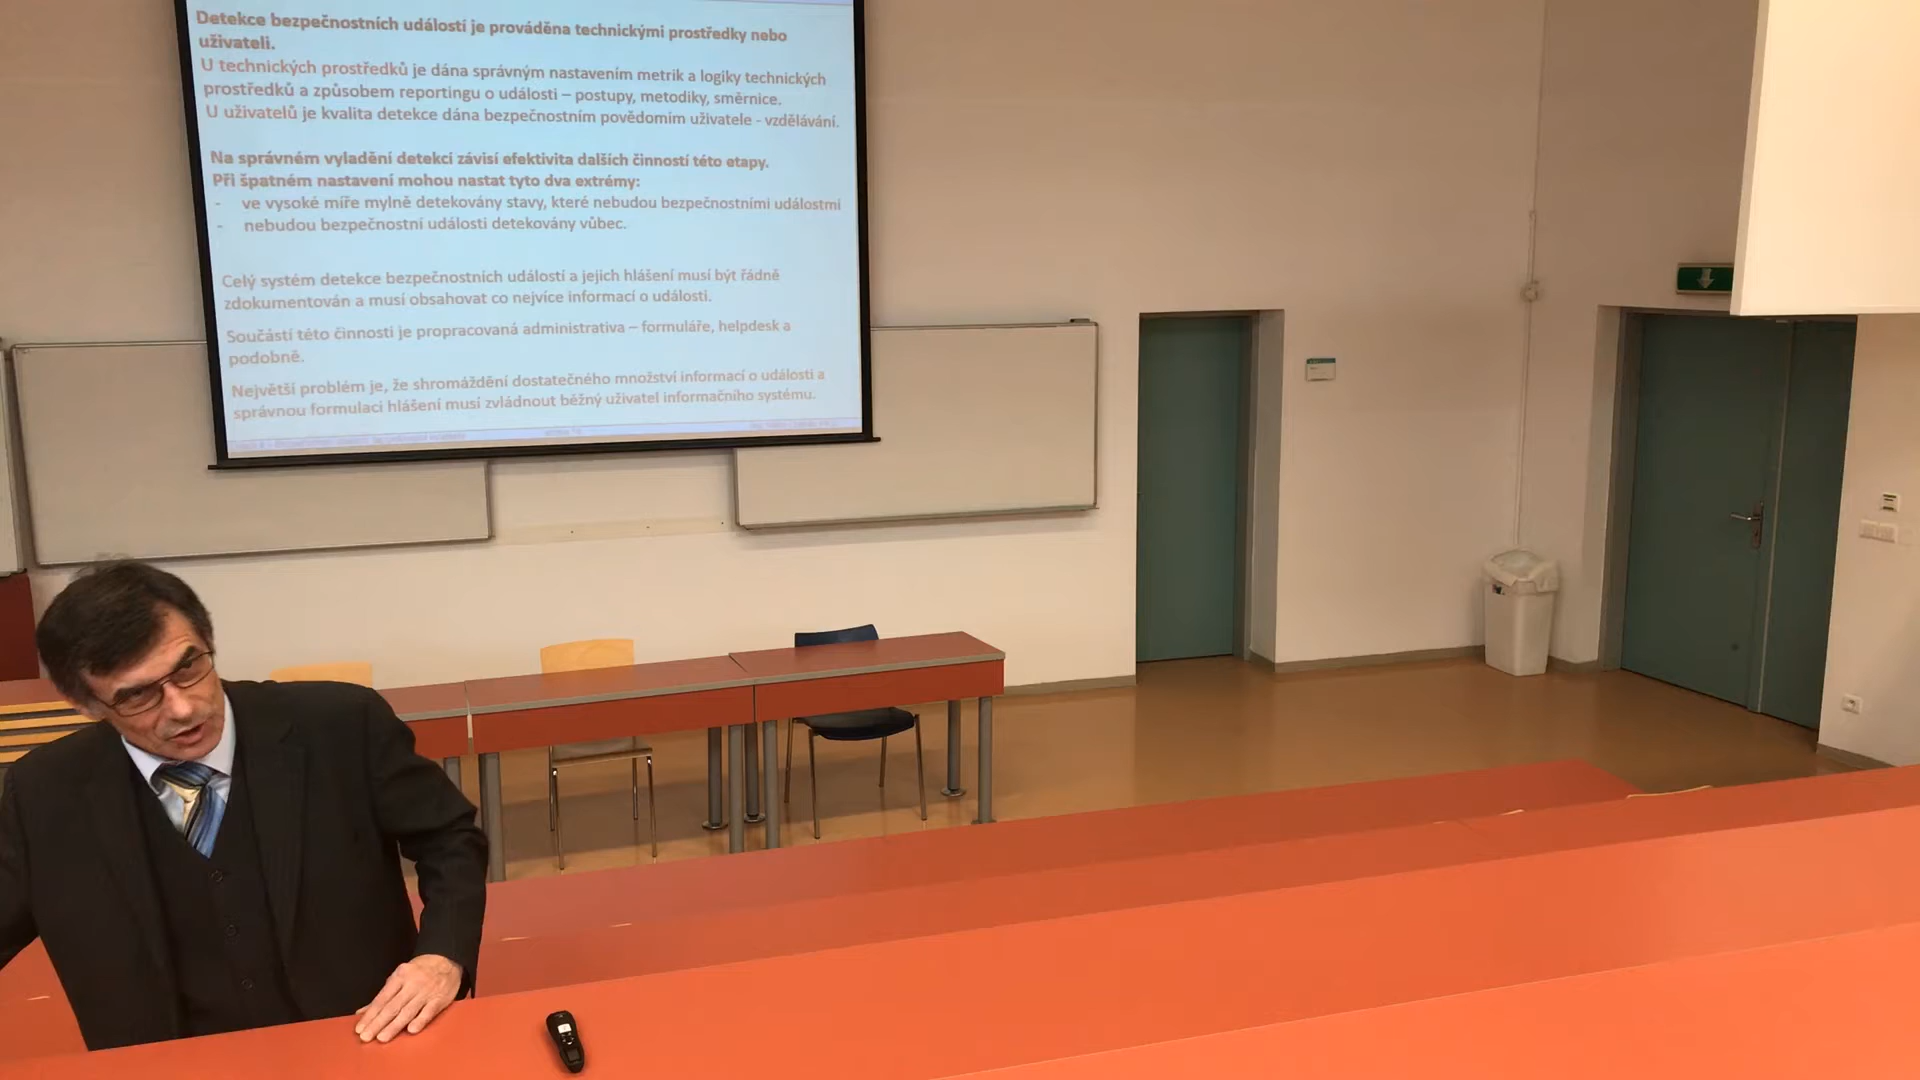 Detekce bezpečnostních událostí je prováděna technickými prostředky nebo
uživateli.
U technických prostředků je dána správným nastavením metrik a logiky technických
prostředků a způsobem reportingu o události – postupy, metodiky, směrnice.
U uživatelů je kvalita detekce dána bezpečnostním povědomím uživatele - vzdělávání.
Na správném vyladění detekcí závisí efektivita dalších činností této etapy.
Při špatném nastavení mohou nastat tyto dva extrémy:
- ve vysoké míře mylně detekovány stavy, které nebudou bezpečnostními událostmi
- nebudou bezpečnostní události detekovány vůbec.
Celý systém detekce bezpečnostních událostí a jejich hlášení musí být řádně
zdokumentován a musí obsahovat co nejvíce informací o události.
Součástí této činnosti je propracovaná administrativa – formuláře, helpdesk a
podobně.
Největší problém je, že shromáždění dostatečného množství informací o události a
správnou formulaci hlášení musí zvládnout běžný uživatel informačního systému.